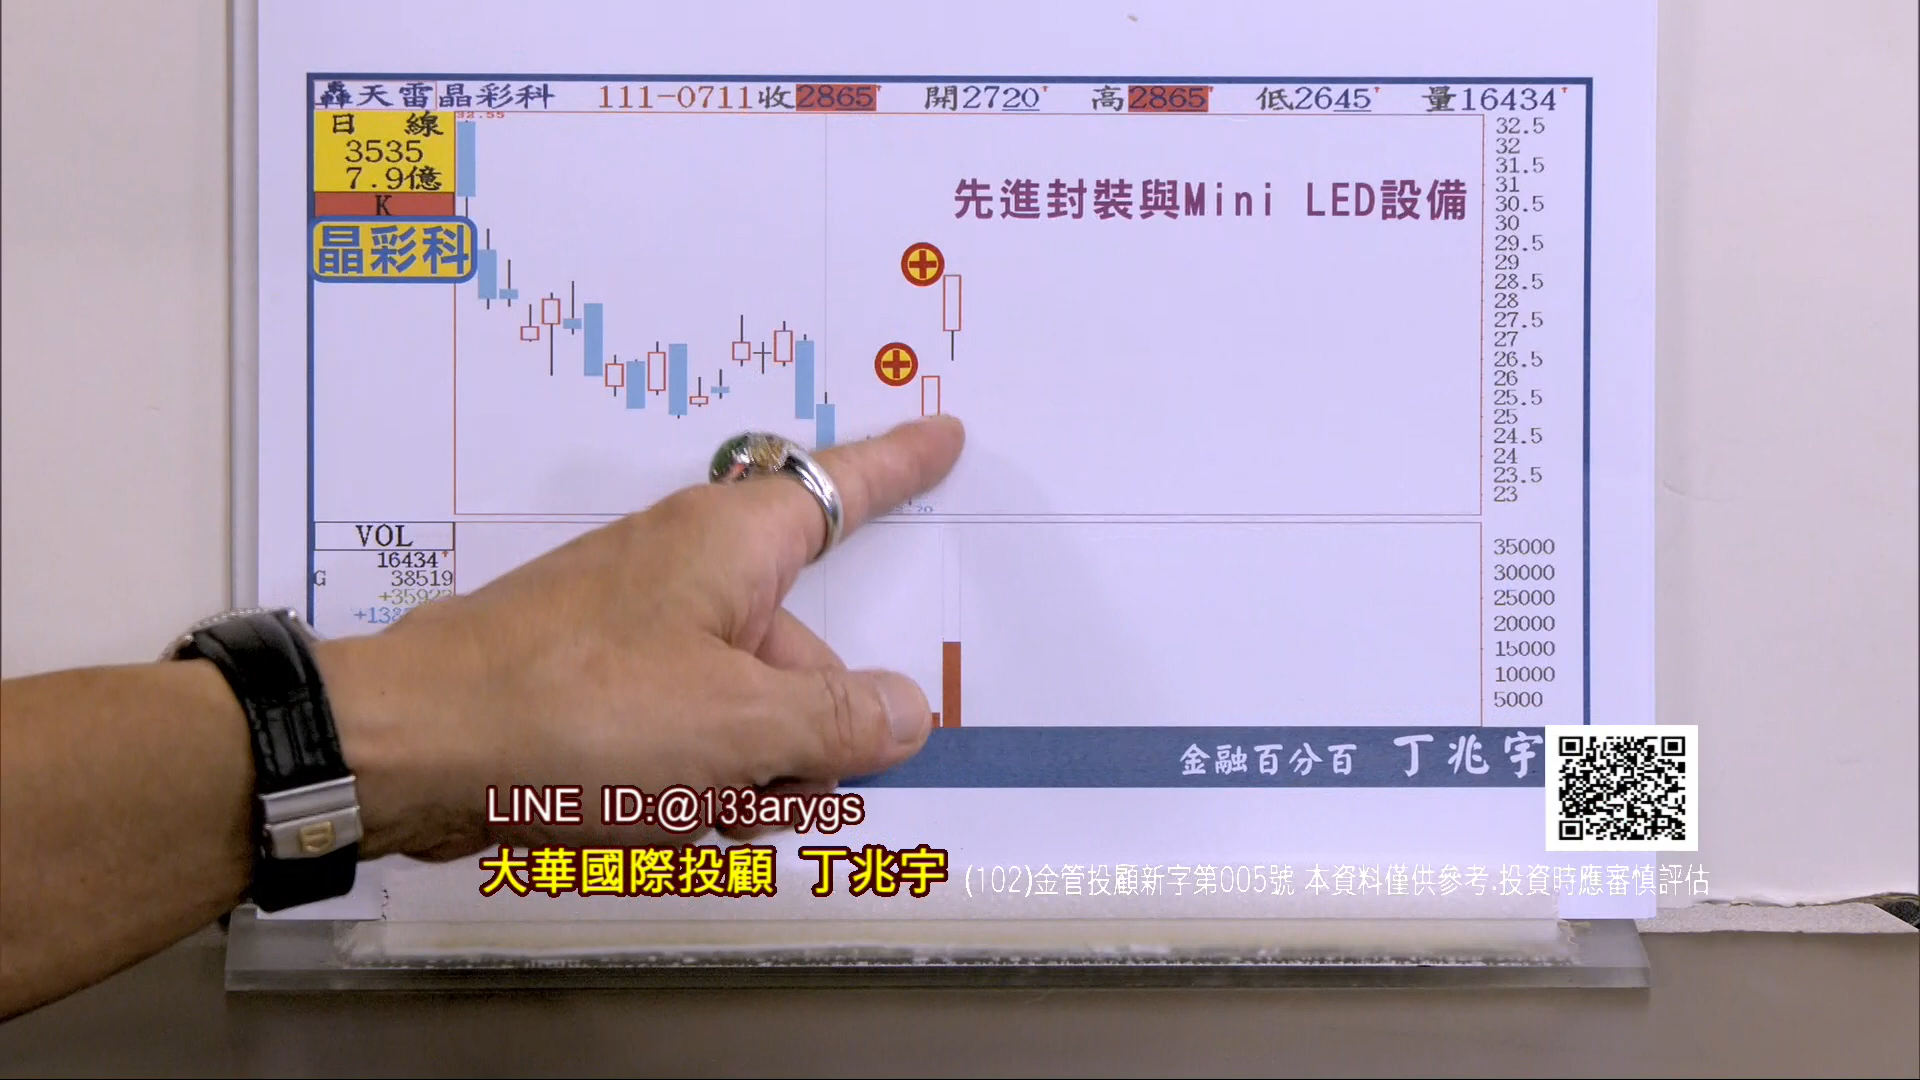 轟天雷晶彩科 111-0711收2865 開2720 高2865 低2645 量16434
日 線
3535
7.9億
K
晶彩科
32.55
先進封裝與Mini LED設備
32.5
32
31.5
31
30.5
30
29.5
29
28.5
28
27.5
27
26.5
26
25.5
25
24.5
24
23.5
23
VOL
16434
G 38519
35000
30000
25000
20000
15000
10000
5000
金融百分百 丁兆宇
LINE ID:@133arygs
大華國際投顧 丁兆宇 (102)金管投顧新字第005號 本資料僅供參考.投資時應審慎評估